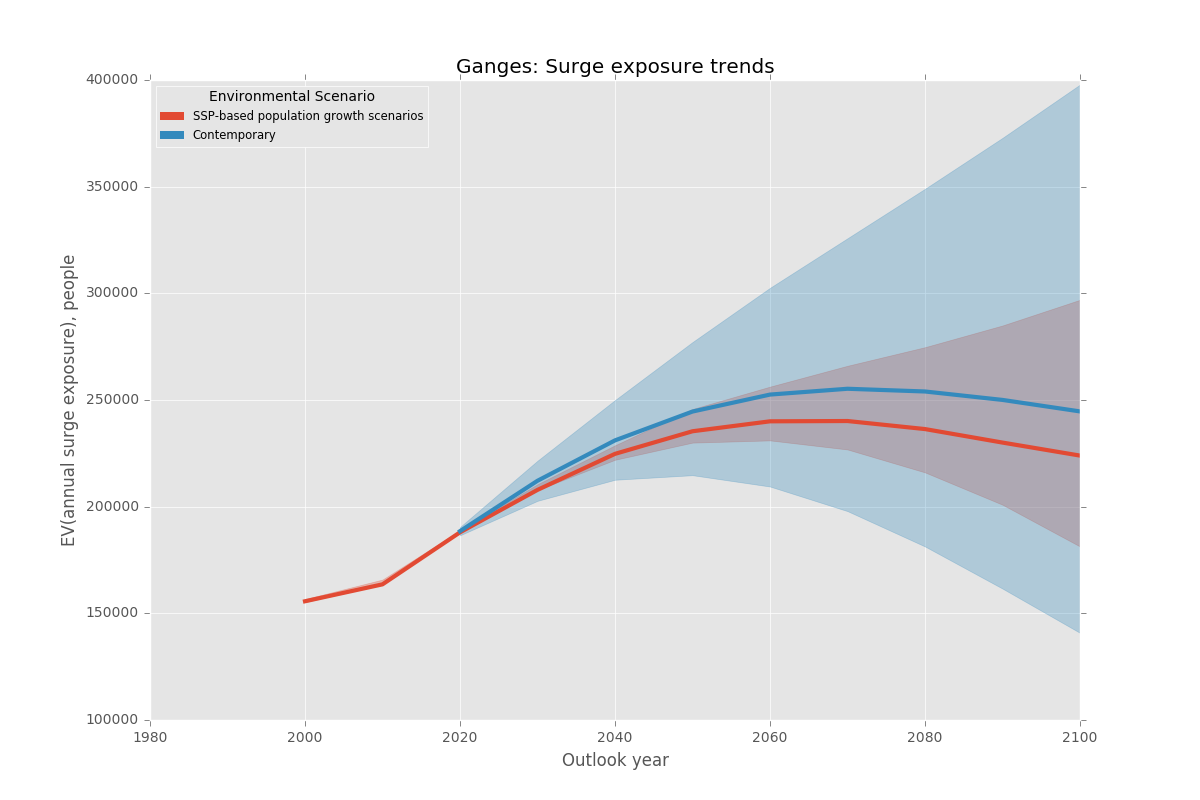 Ganges: Surge exposure trends
Environmental Scenario
SSP-based population growth scenarios
Contemporary
EV(annual surge exposure), people
400000
350000
300000
250000
200000
150000
100000
1980 2000 2020 2040 2060 2080 2100
Outlook year